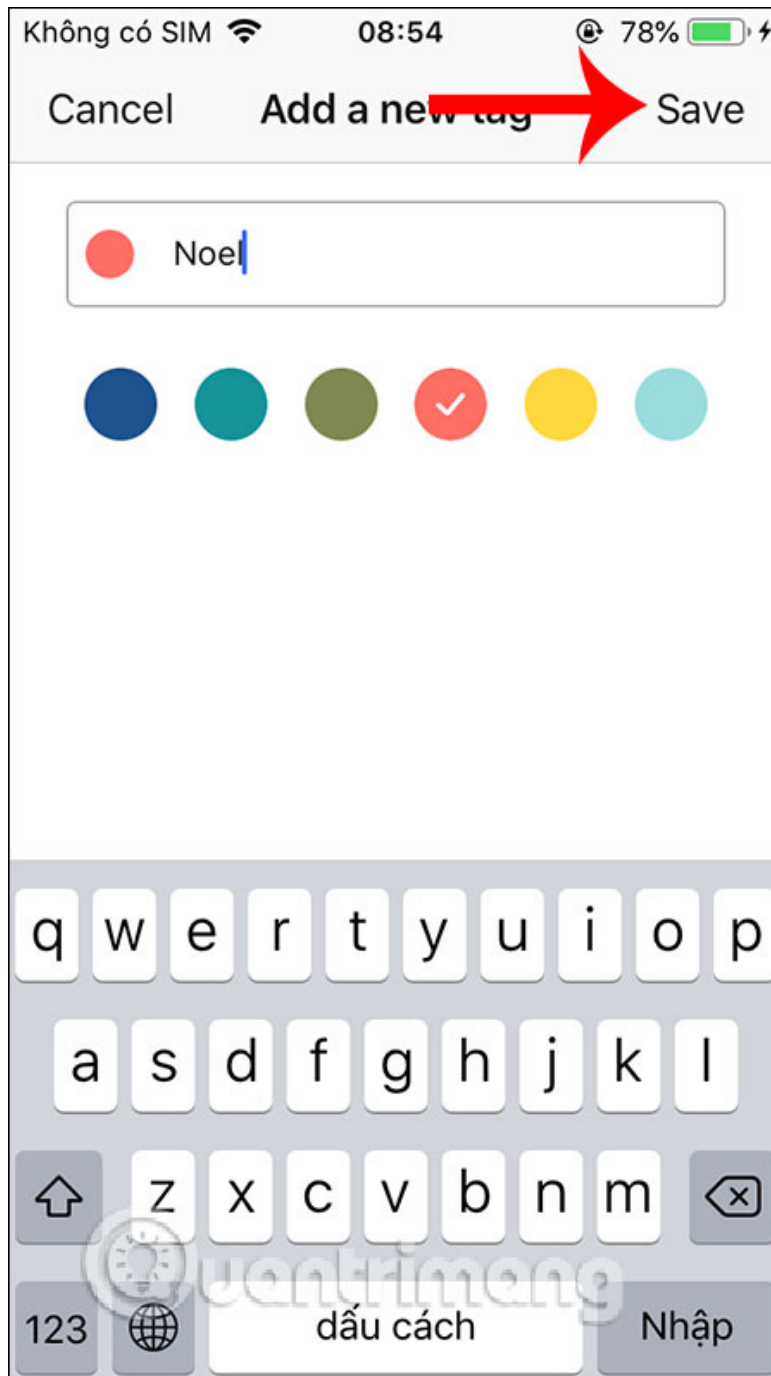 Không có SIM 08:54 78%
Cancel Add a new tag Save
Noel
q w e r t y u i o p
a s d f g h j k l
z x c v b n m
Quantrimang
123 dấu cách Nhập